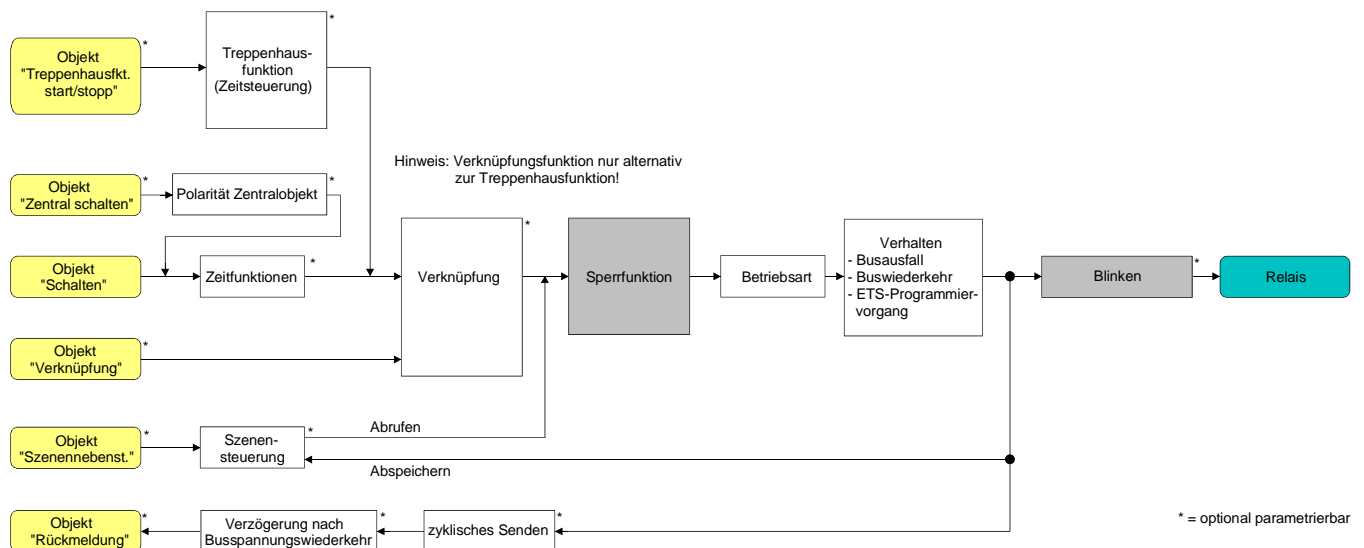 Objekt
"Treppenhausfkt.
start/stopp"
*
Treppenhaus-
funktion
(Zeitsteuerung)
*
Hinweis: Verknüpfungsfunktion nur alternativ
zur Treppenhausfunktion!
Objekt
"Zentral schalten"
*
Polarität Zentralobjekt
*
Objekt
"Schalten"
*
Zeitfunktionen
*
Verknüpfung
*
Sperrfunktion
Betriebsart
Verhalten
- Busausfall
- Buswiederkehr
- ETS-Programmier-
vorgang
Blinken
*
Relais
Objekt
"Verknüpfung"
*
Objekt
"Szenennebenst."
*
Szenen-
steuerung
*
Abrufen
Abspeichern
Objekt
"Rückmeldung"
*
Verzögerung nach
Busspannungswiederkehr
*
zyklisches Senden
*
* = optional parametrierbar